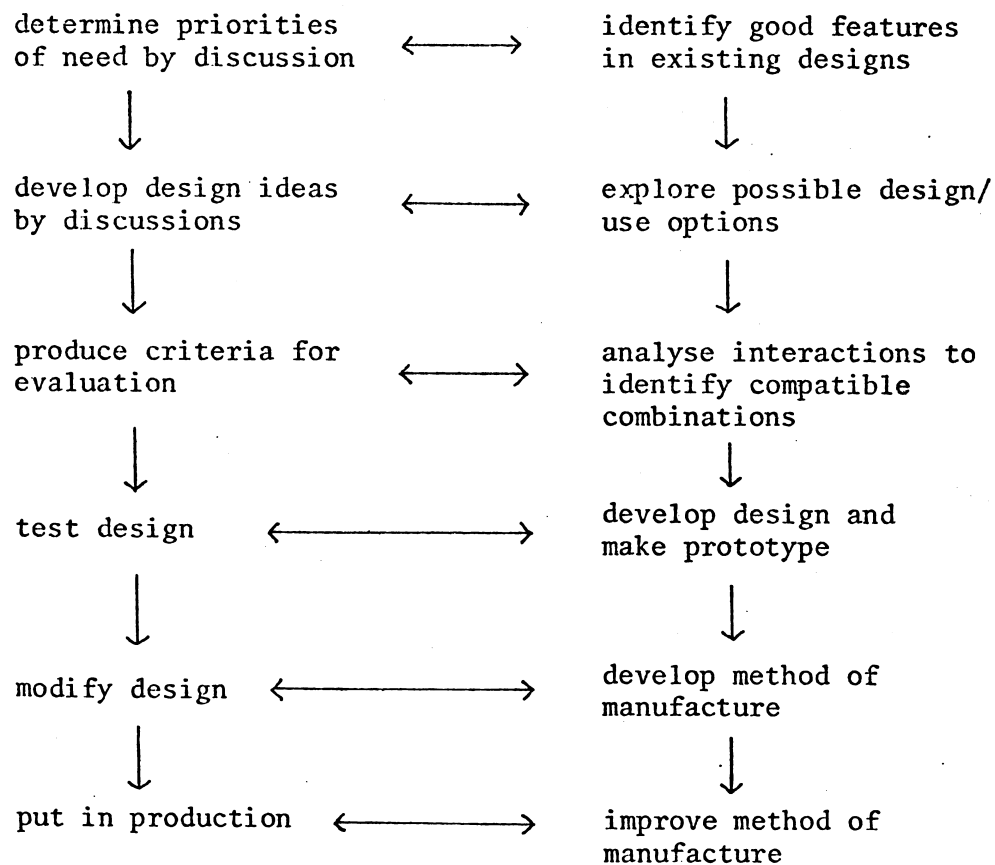 determine priorities
of need by discussion
identify good features
in existing designs
develop design ideas
by discussions
explore possible design/
use options
produce criteria for
evaluation
analyse interactions to
identify compatible
combinations
test design
develop design and
make prototype
modify design
develop method of
manufacture
put in production
improve method of
manufacture